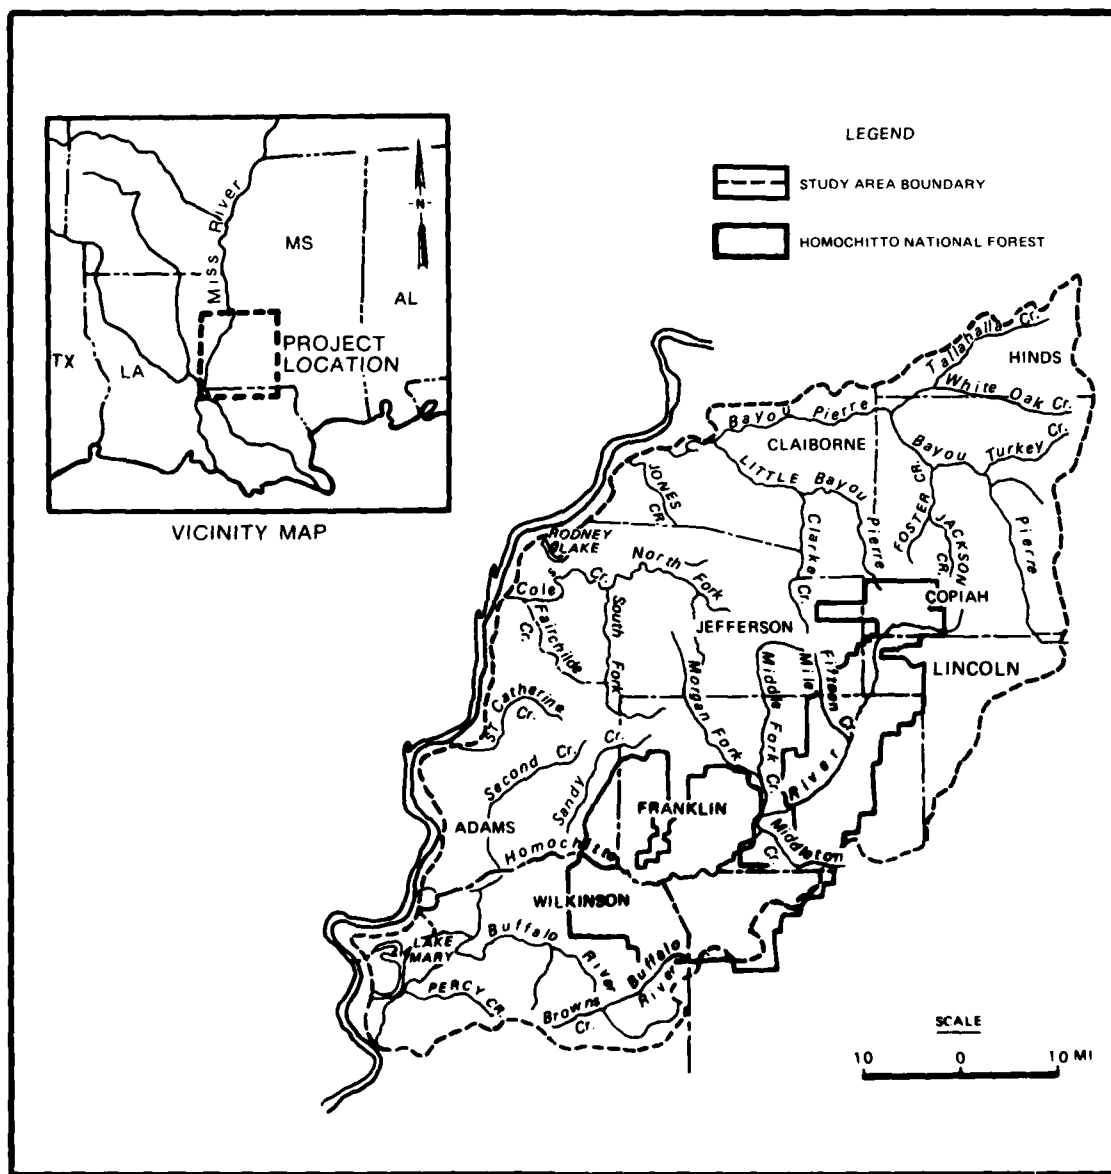 LEGEND
STUDY AREA BOUNDARY
HOMOCHITTO NATIONAL FOREST
Miss River
MS
-N-
AL
PROJECT LOCATION
TX
LA
VICINITY MAP
Tallahalla Cr.
HINDS
White Oak Cr.
Bayou Pierre
CLAIBORNE
Bayou Pierre
Turkey Cr.
LITTLE Bayou Pierre
JONES CR.
FOSTER CR.
JACKSON CR.
Clarke Cr.
RODNEY LAKE
North Fork
Cole Cr.
COPIAH
JEFFERSON
Fairchilds Cr.
South Fork
LINCOLN
Morgan Fork
Middle Fork Cr.
Fifteen Mile Cr.
ST Catherine Cr.
Second Cr.
Sandy Cr.
River
FRANKLIN
ADAMS
Homochitto
Middleton Cr.
WILKINSON
Buffalo River
Buffalo River
LAKE MARY
PERCY CR.
Browns Cr.
SCALE
10 0 10 MI